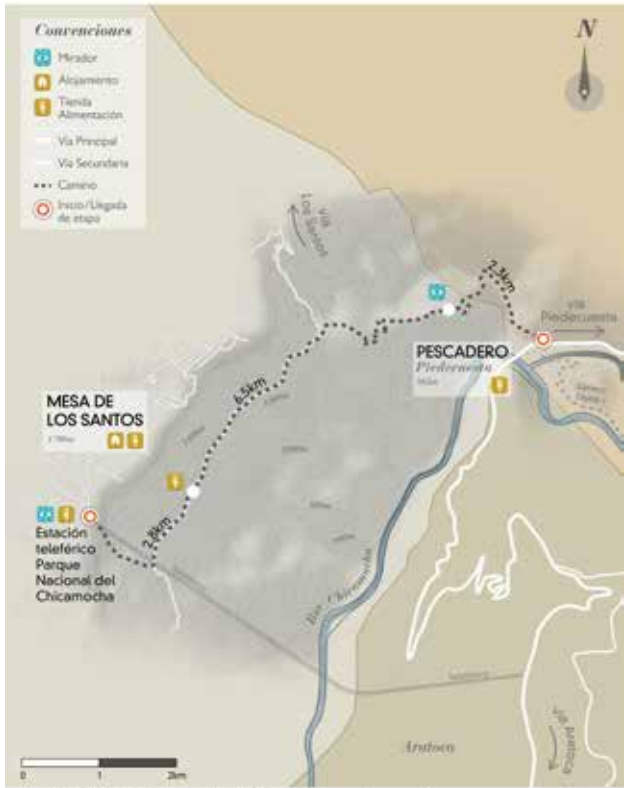 Convenciones
Mirador
Alojamiento
Tienda
Alimentación
Vía Principal
Vía Secundaria
Camino
Inicio/Llegada
de etapa
N
vía
Los Santos
2.3km
vía
Piedecuesta
PESCADERO
Piedecuesta
6.5km
MESA DE
LOS SANTOS
2.8km
Estación
teleférico
Parque
Nacional del
Chicamocha
Río Chicamocha
Aratoca
0
1
2km